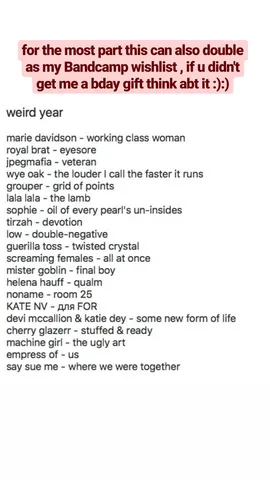 for the most part this can also double
as my Bandcamp wishlist , if u didn't
get me a bday gift think abt it :):)
weird year
marie davidson - working class woman
royal brat - eyesore
jpegmafia - veteran
wye oak - the louder I call the faster it runs
grouper - grid of points
lala lala - the lamb
sophie - oil of every pearl's un-insides
tirzah - devotion
low - double-negative
guerilla toss - twisted crystal
screaming females - all at once
mister goblin - final boy
helena hauff - qualm
noname - room 25
KATE NV - для FOR
devi mccallion & katie dey - some new form of life
cherry glazerr - stuffed & ready
machine girl - the ugly art
empress of - us
say sue me - where we were together